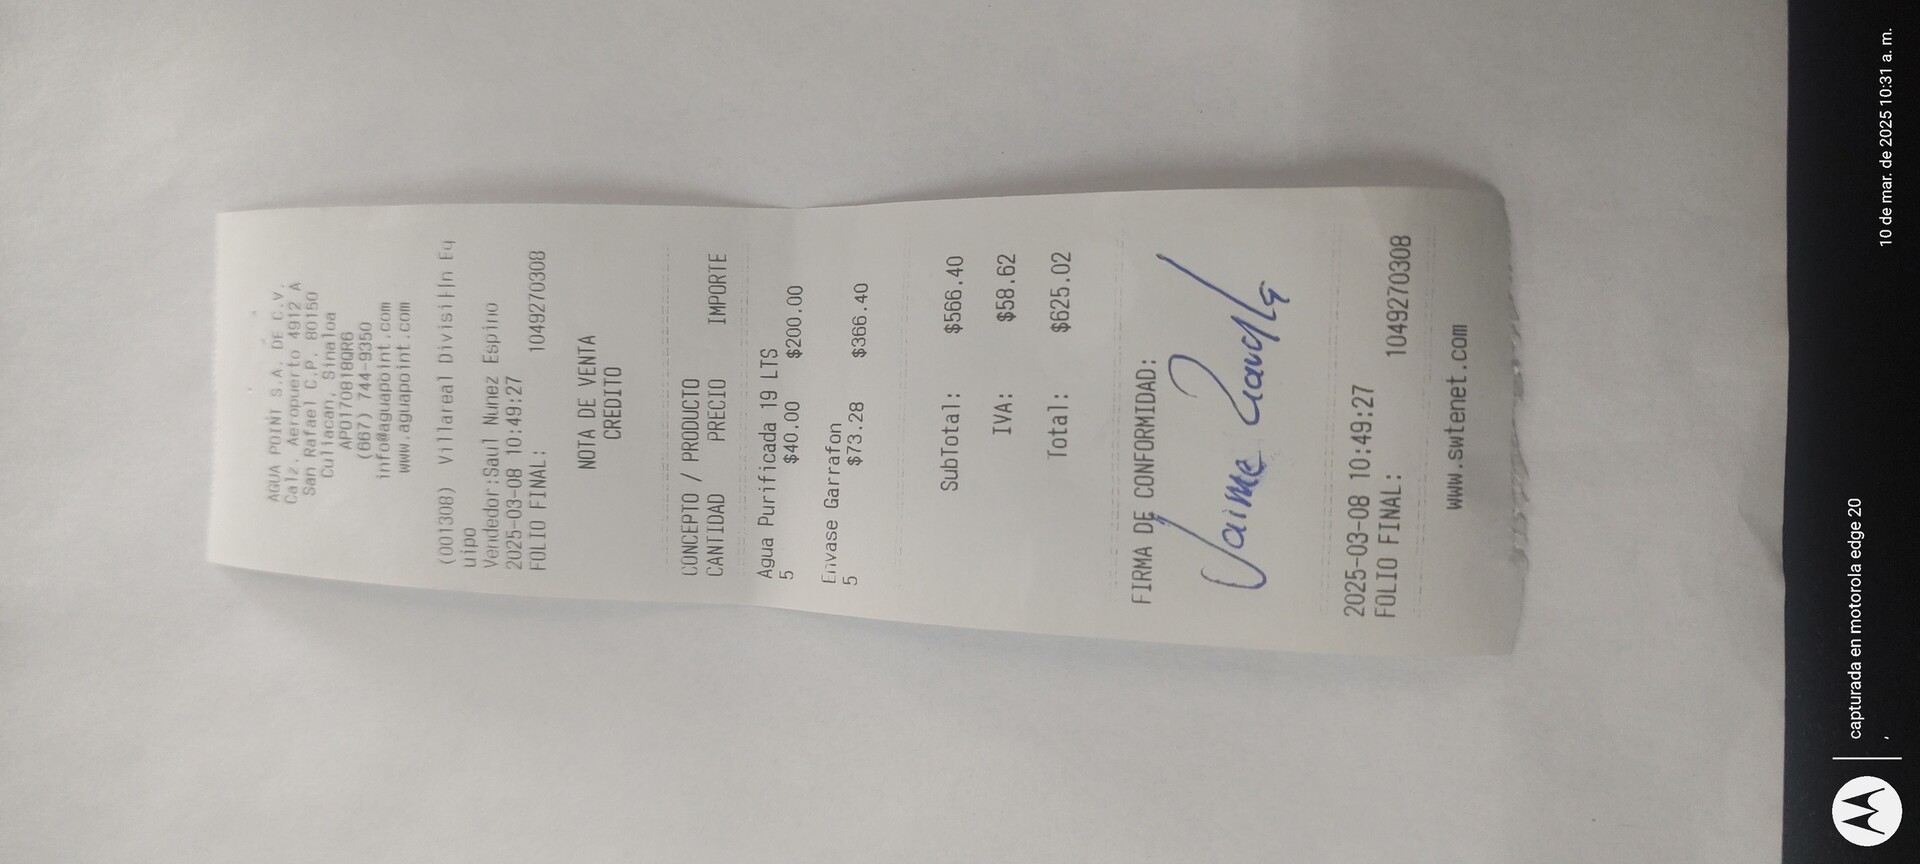 AGUA POINT S.A. DE C.V.
Calz. Aeropuerto 4912 A
San Rafael C.P. 80150
Culiacan, Sinaloa
APO170818QR6
(667) 744-9350
info@aguapoint.com
www.aguapoint.com
(001308) Villareal Divisi Eq
uipo
Vendedor:Saul Nunez Espino
2025-03-08 10:49:27
FOLIO FINAL: 1049270308
NOTA DE VENTA
CREDITO
CONCEPTO / PRODUCTO
CANTIDAD PRECIO IMPORTE
Agua Purificada 19 LTS
5 $40.00 $200.00
Envase Garrafon
5 $73.28 $366.40
SubTotal: $566.40
IVA: $58.62
Total: $625.02
FIRMA DE CONFORMIDAD:
Jaime
2025-03-08 10:49:27
FOLIO FINAL: 1049270308
www.swtenet.com
capturada en motorola edge 20
,
10 de mar. de 2025 10:31 a. m.